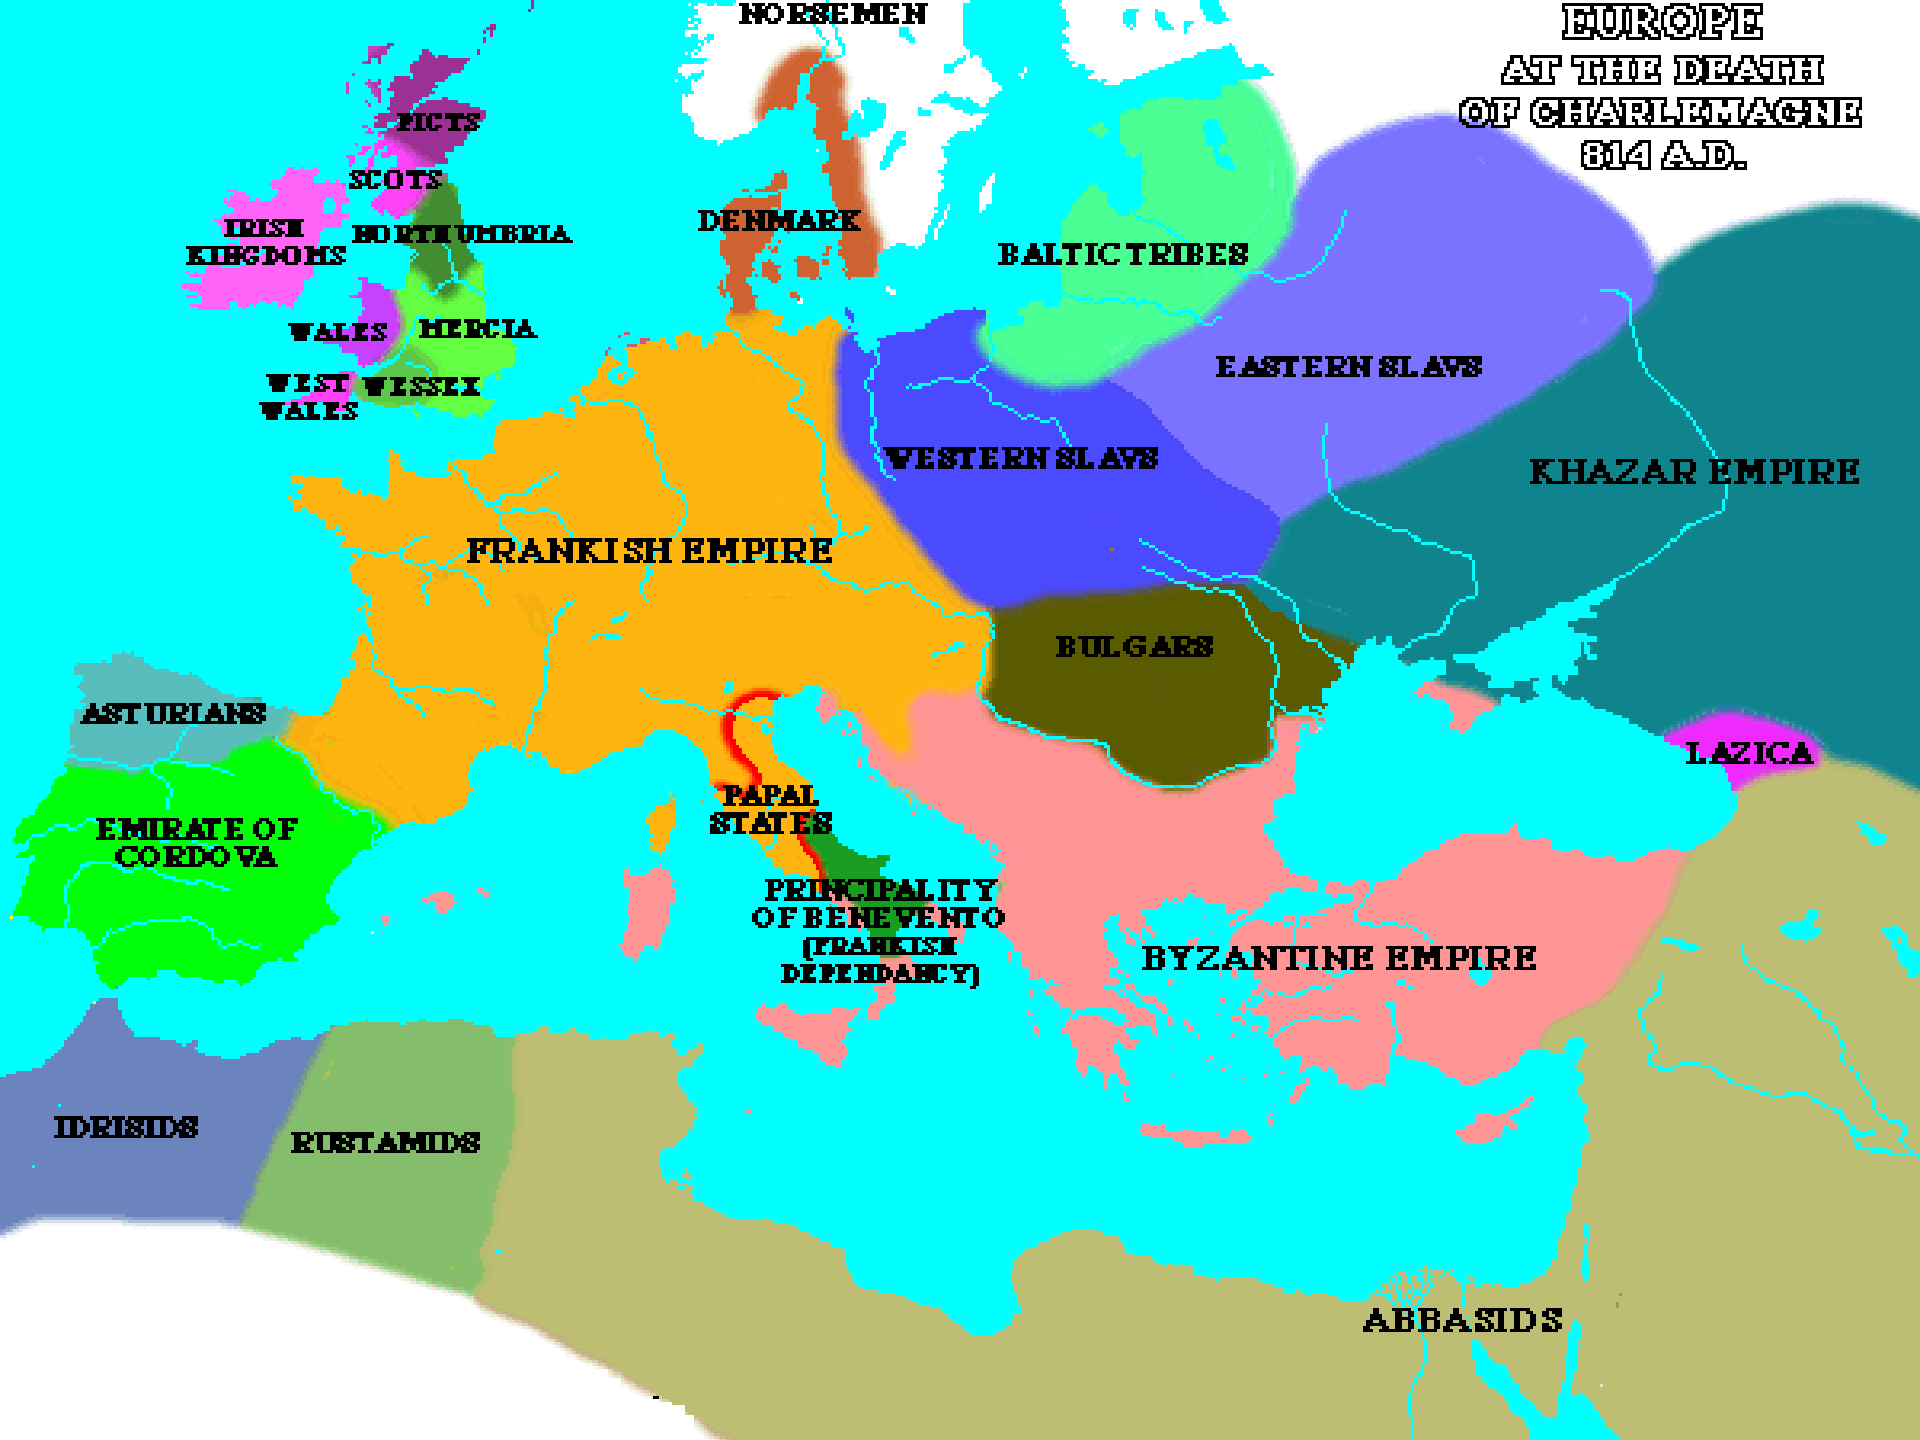 NORSEMEN
EUROPE
AT THE DEATH
OF CHARLEMAGNE
814 A.D.
PICTS
SCOTS
IRISH
KINGDOMS
NORTHUMBRIA
DENMARK
BALTIC TRIBES
WALES
MERCIA
WEST
WALES
WESSEX
EASTERN SLAVS
WESTERN SLAVS
KHAZAR EMPIRE
FRANKISH EMPIRE
BULGARS
ASTURIANS
LAZICA
PAPAL
STATES
EMIRATE OF
CORDOVA
PRINCIPALITY
OF BENEVENTO
(FRANKISH
DEPENDANCY)
BYZANTINE EMPIRE
IDRISIDS
RUSTAMIDS
ABBASIDS